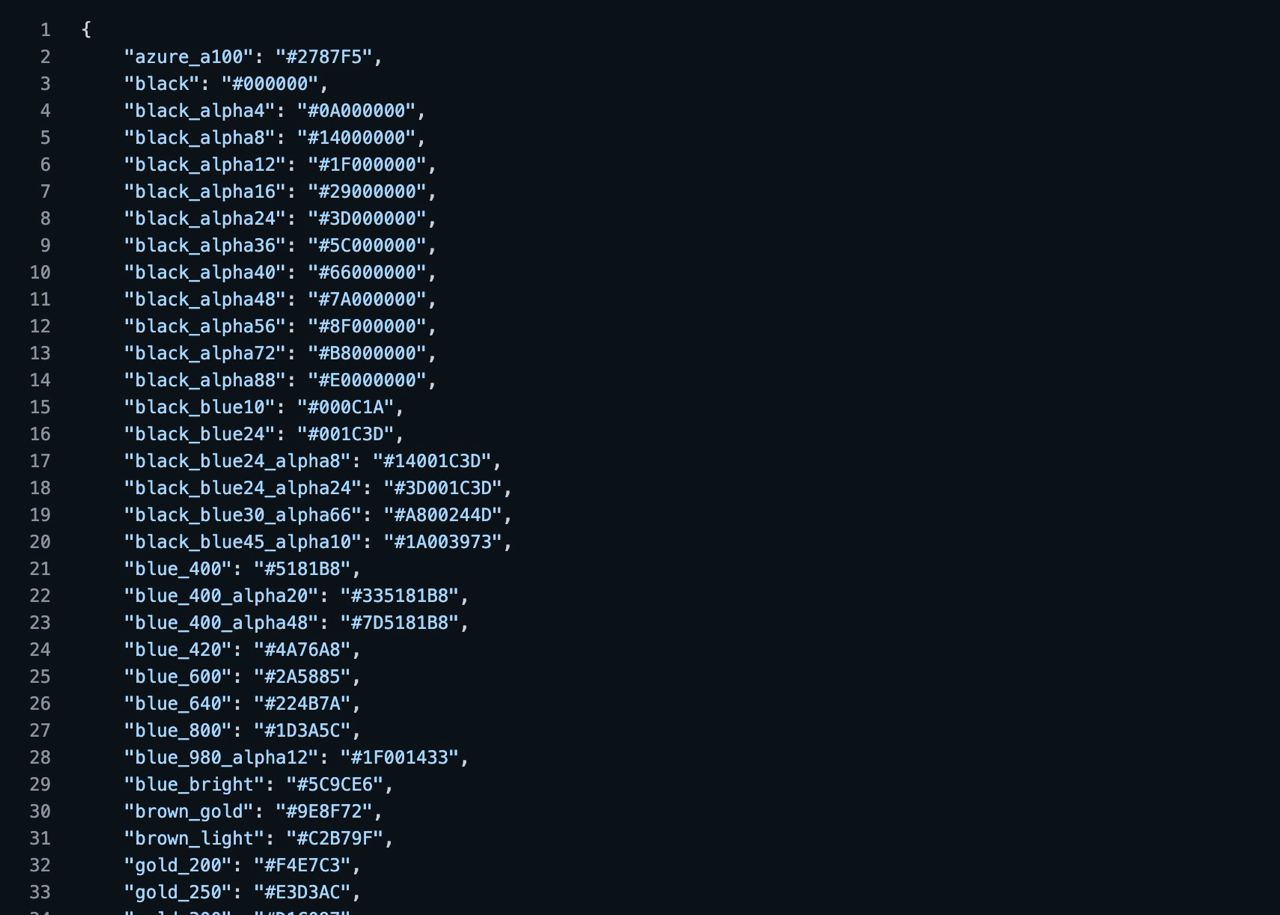 1 {
2 "azure_a100": "#2787F5",
3 "black": "#000000",
4 "black_alpha4": "#0A000000",
5 "black_alpha8": "#14000000",
6 "black_alpha12": "#1F000000",
7 "black_alpha16": "#29000000",
8 "black_alpha24": "#3D000000",
9 "black_alpha36": "#5C000000",
10 "black_alpha40": "#66000000",
11 "black_alpha48": "#7A000000",
12 "black_alpha56": "#8F000000",
13 "black_alpha72": "#B8000000",
14 "black_alpha88": "#E0000000",
15 "black_blue10": "#000C1A",
16 "black_blue24": "#001C3D",
17 "black_blue24_alpha8": "#14001C3D",
18 "black_blue24_alpha24": "#3D001C3D",
19 "black_blue30_alpha66": "#A800244D",
20 "black_blue45_alpha10": "#1A003973",
21 "blue_400": "#5181B8",
22 "blue_400_alpha20": "#335181B8",
23 "blue_400_alpha48": "#7D5181B8",
24 "blue_420": "#4A76A8",
25 "blue_600": "#2A5885",
26 "blue_640": "#224B7A",
27 "blue_800": "#1D3A5C",
28 "blue_980_alpha12": "#1F001433",
29 "blue_bright": "#5C9CE6",
30 "brown_gold": "#9E8F72",
31 "brown_light": "#C2B79F",
32 "gold_200": "#F4E7C3",
33 "gold_250": "#E3D3AC",